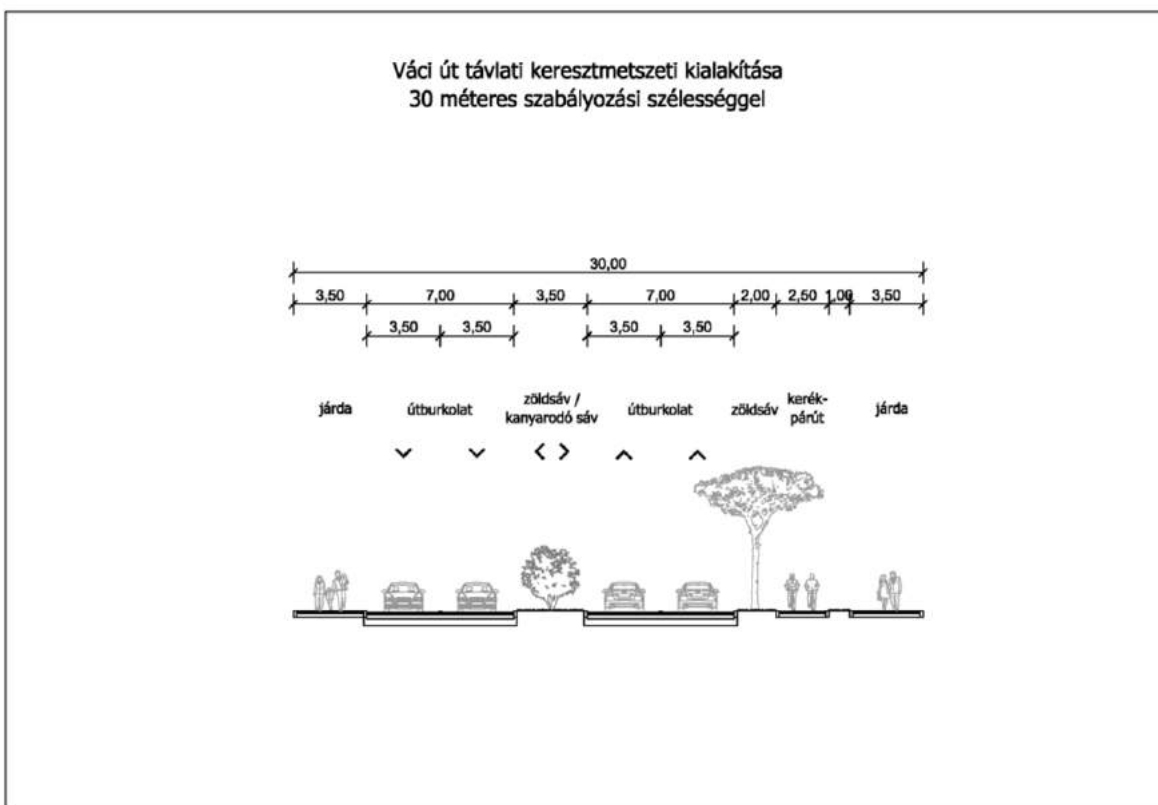 Váci út távlati keresztmetszeti kialakítása
30 méteres szabályozási szélességgel
30,00
3,50 7,00 3,50 7,00 2,00 2,50 1,00 3,50
3,50 3,50 3,50 3,50
járda
útburkolat
zöldsáv /
kanyarodó sáv
útburkolat
zöldsáv
kerék-
párút
járda